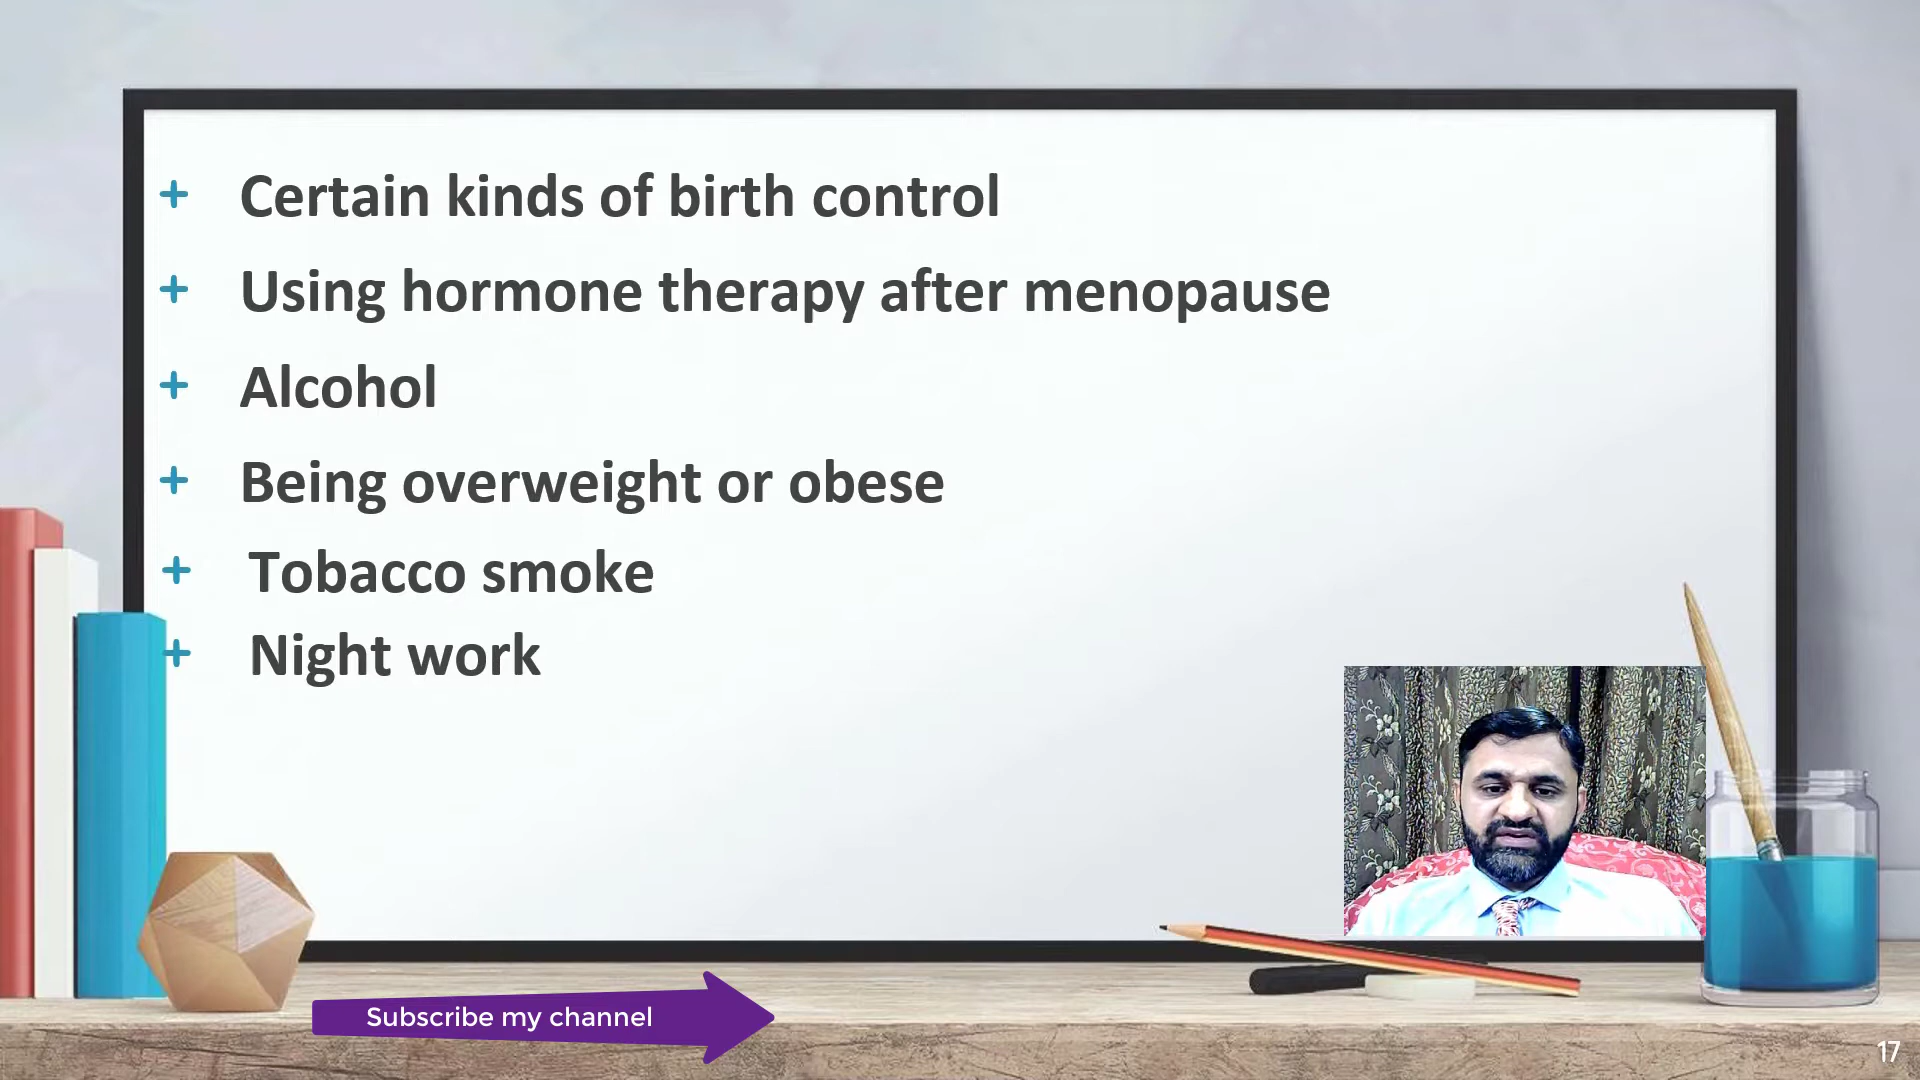 + Certain kinds of birth control
+ Using hormone therapy after menopause
+ Alcohol
+ Being overweight or obese
+ Tobacco smoke
+ Night work
Subscribe my channel
17